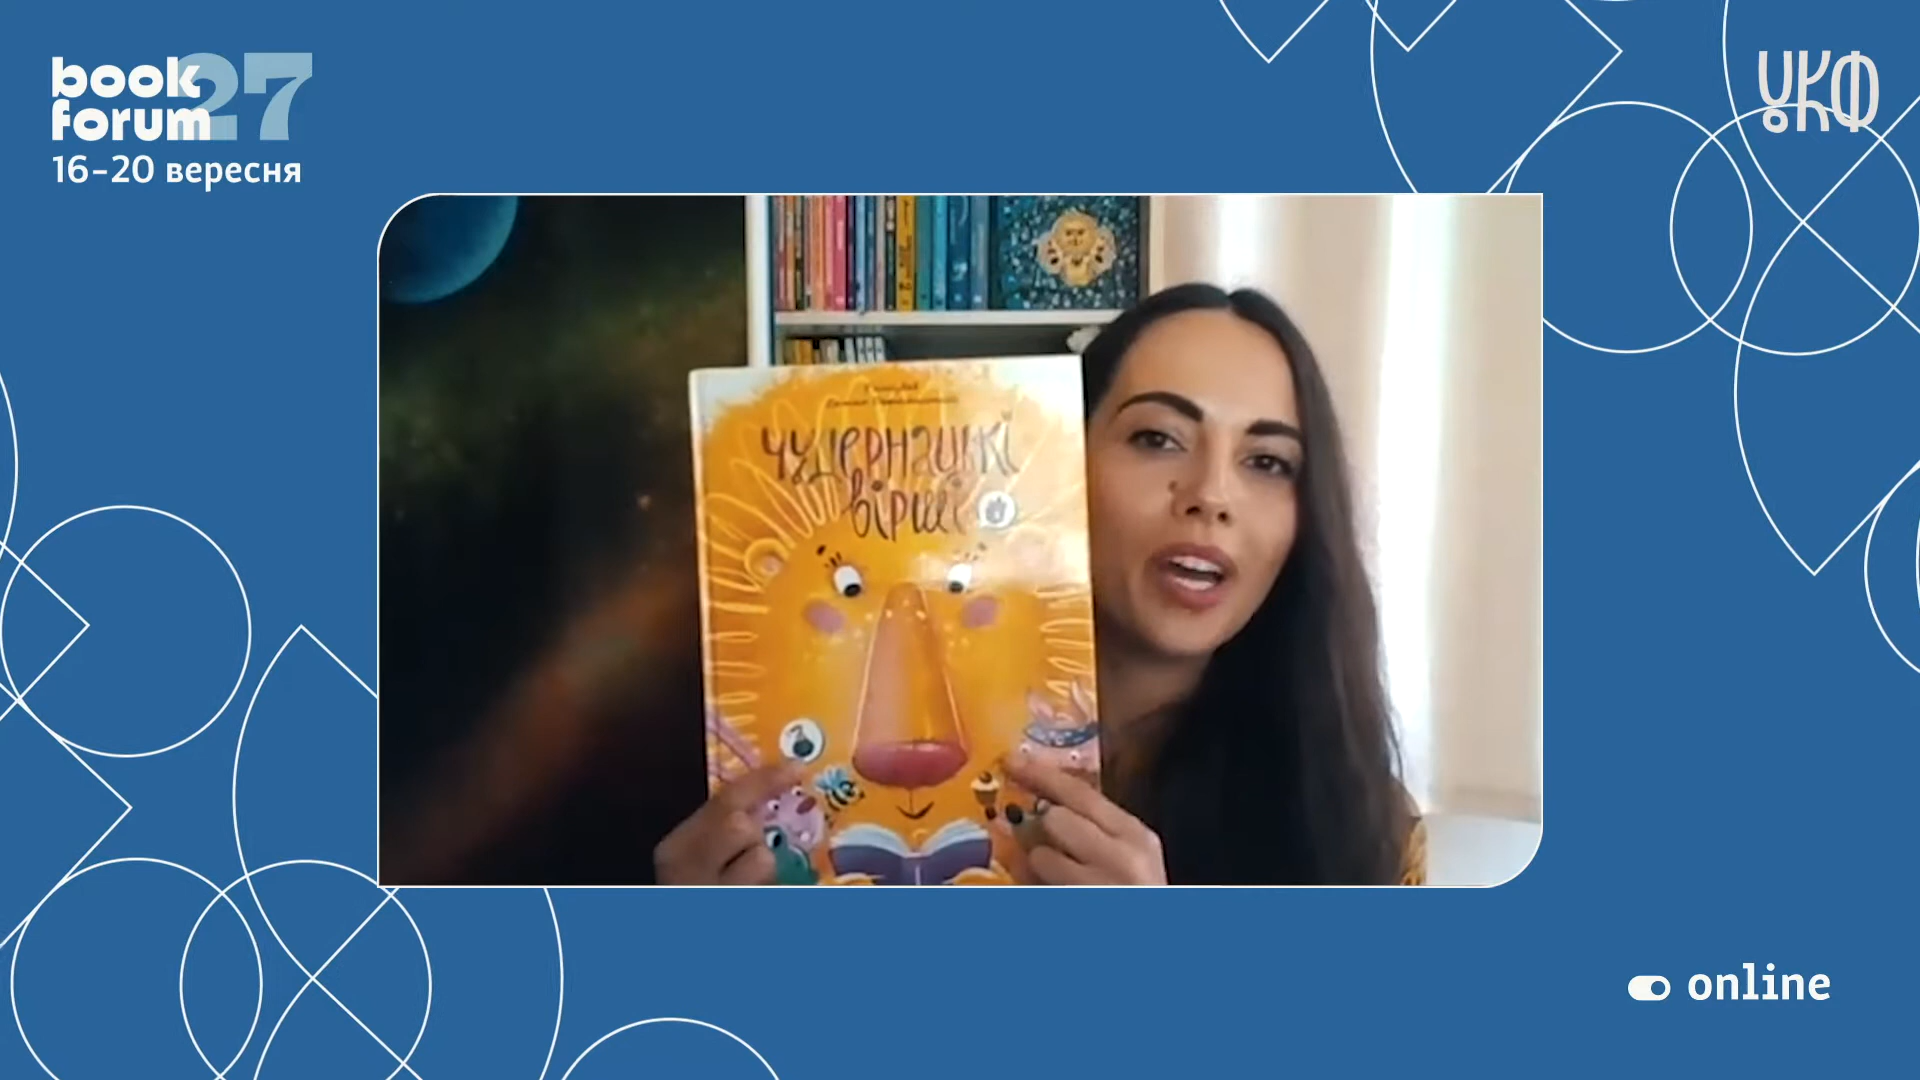 book
forum
27
16–20 вересня
УКФ
чудернацькі
вірші
online